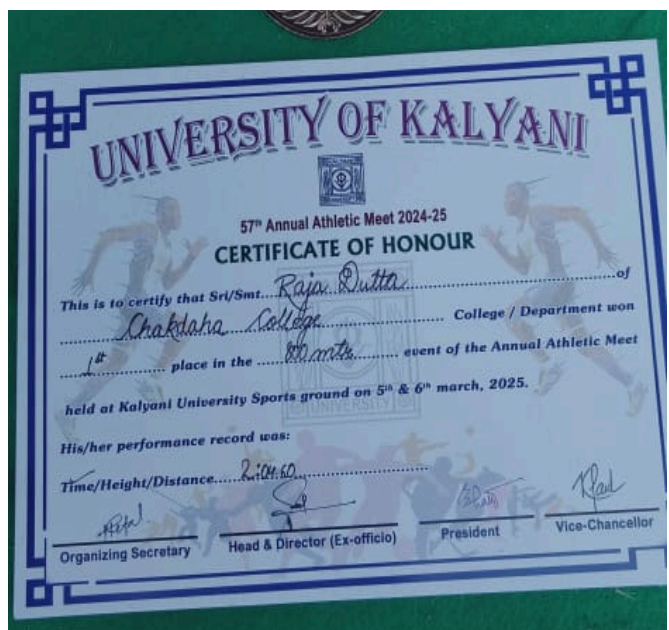 UNIVERSITY OF KALYANI
57th Annual Athletic Meet 2024-25
CERTIFICATE OF HONOUR
This is to certify that Sri/Smt. Raja Dutta of
Chakdaha College College / Department won
1st place in the 800 mts event of the Annual Athletic Meet
held at Kalyani University Sports ground on 5th & 6th march, 2025.
His/her performance record was:
Time/Height/Distance 2:04.60
Organizing Secretary Head & Director (Ex-officio) President Vice-Chancellor